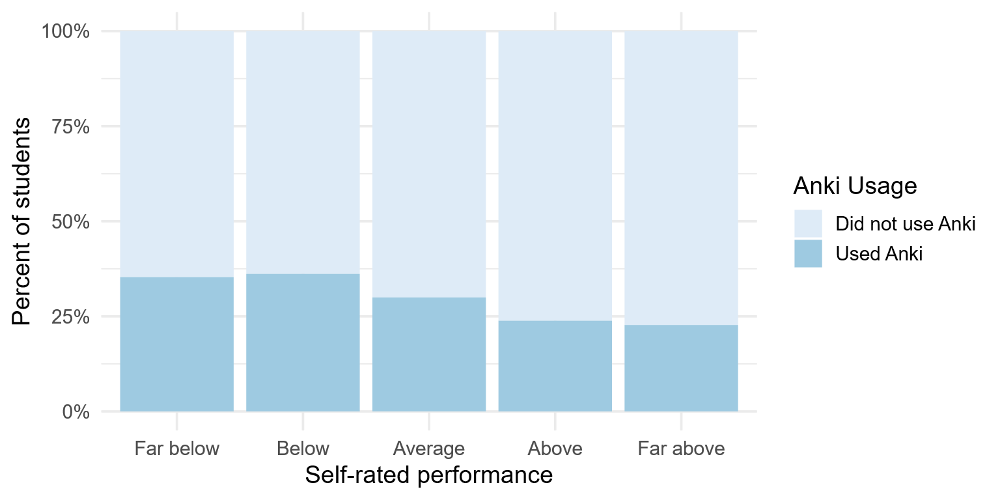 100%
75%
50%
25%
0%
Percent of students
Far below Below Average Above Far above
Self-rated performance
Anki Usage
Did not use Anki
Used Anki